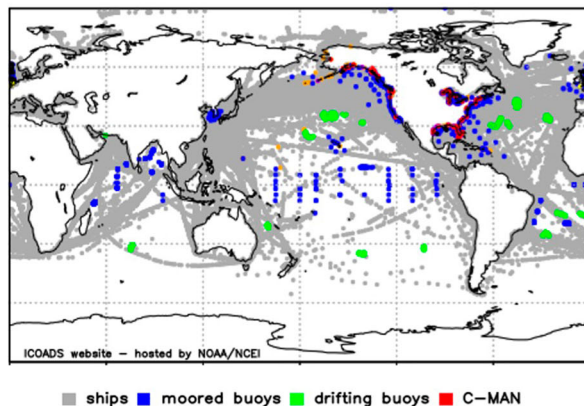 ICOADS website – hosted by NOAA/NCEI
ships moored buoys drifting buoys C-MAN